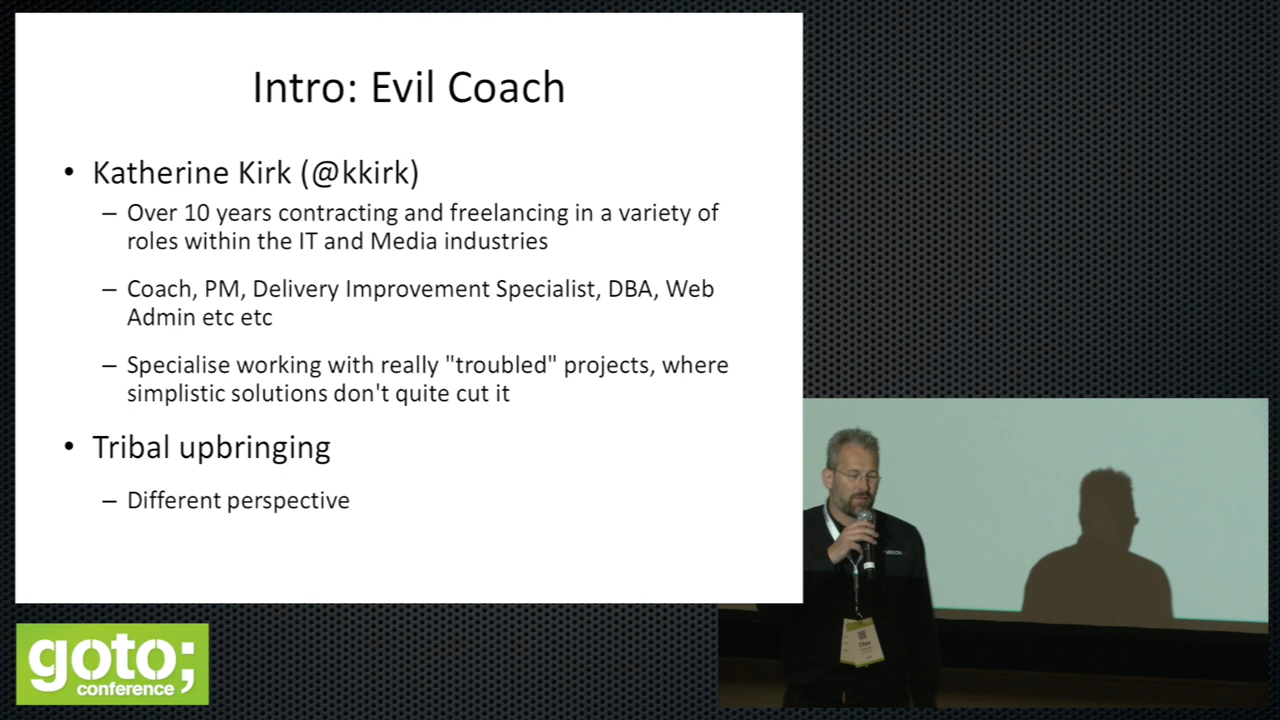 Intro: Evil Coach
• Katherine Kirk (@kkirk)
– Over 10 years contracting and freelancing in a variety of
roles within the IT and Media industries
– Coach, PM, Delivery Improvement Specialist, DBA, Web
Admin etc etc
– Specialise working with really "troubled" projects, where
simplistic solutions don't quite cut it
• Tribal upbringing
– Different perspective
goto;
conference